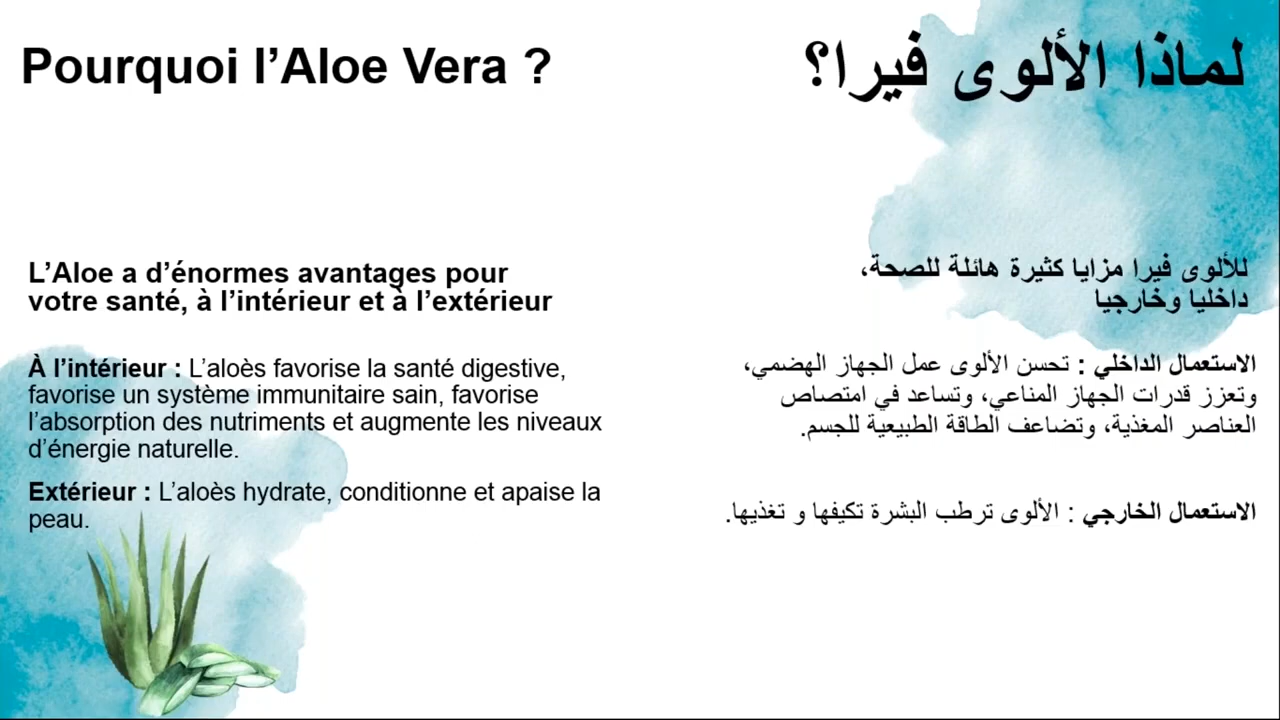 Pourquoi l’Aloe Vera ?
لماذا الألوى فيرا؟
L’Aloe a d’énormes avantages pour
votre santé, à l’intérieur et à l’extérieur
À l’intérieur : L’aloès favorise la santé digestive,
favorise un système immunitaire sain, favorise
l’absorption des nutriments et augmente les niveaux
d’énergie naturelle.
Extérieur : L’aloès hydrate, conditionne et apaise la
peau.
للألوى فيرا مزايا كثيرة هائلة للصحة،
داخليا وخارجيا
الاستعمال الداخلي : تحسن الألوى عمل الجهاز الهضمي،
وتعزز قدرات الجهاز المناعي، وتساعد في امتصاص
العناصر المغذية، وتضاعف الطاقة الطبيعية للجسم.
الاستعمال الخارجي : الألوى ترطب البشرة تكيفها و تغذيها.